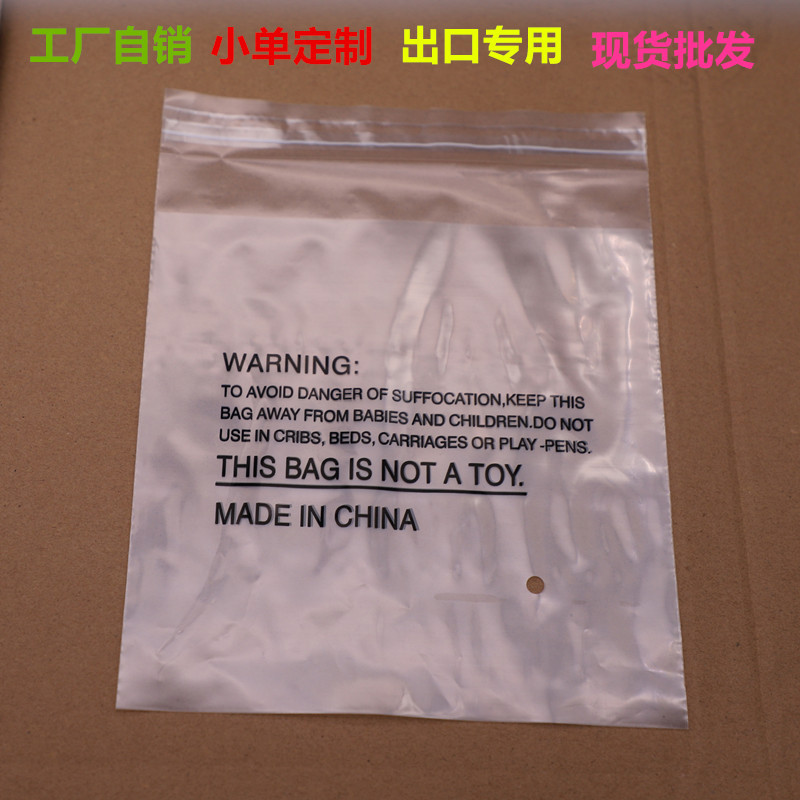 工厂自销 小单定制 出口专用 现货批发
WARNING:
TO AVOID DANGER OF SUFFOCATION,KEEP THIS
BAG AWAY FROM BABIES AND CHILDREN.DO NOT
USE IN CRIBS, BEDS, CARRIAGES OR PLAY -PENS.
THIS BAG IS NOT A TOY.
MADE IN CHINA